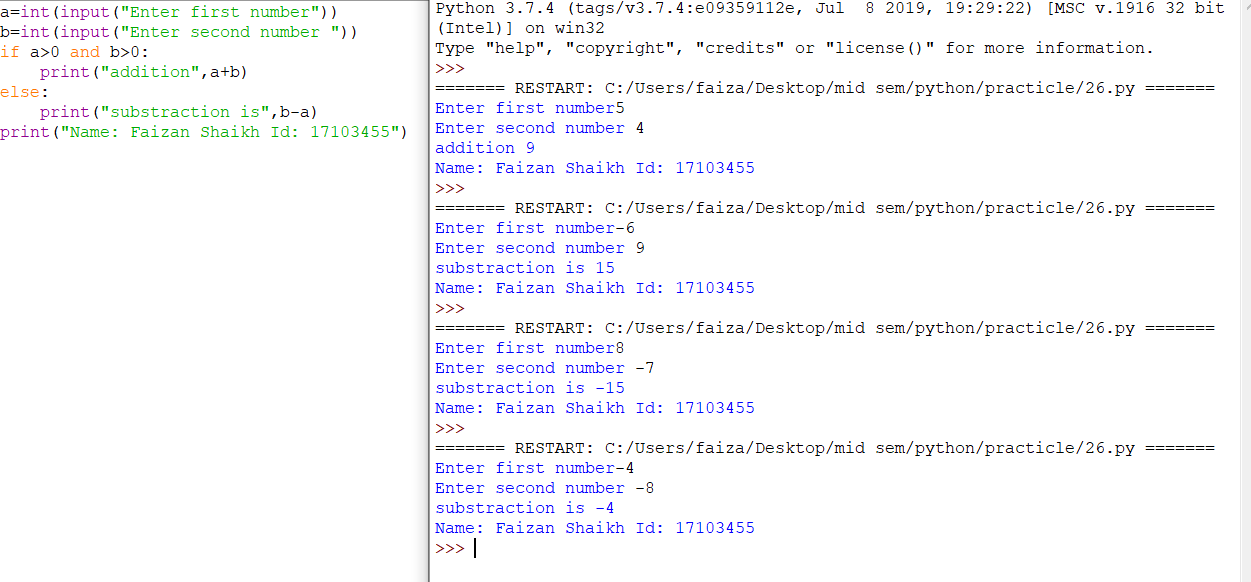 a=int(input("Enter first number"))
b=int(input("Enter second number "))
if a>0 and b>0:
    print("addition",a+b)
else:
    print("substraction is",b-a)
print("Name: Faizan Shaikh Id: 17103455")
Python 3.7.4 (tags/v3.7.4:e09359112e, Jul  8 2019, 19:29:22) [MSC v.1916 32 bit
(Intel)] on win32
Type "help", "copyright", "credits" or "license()" for more information.
>>>
======= RESTART: C:/Users/faiza/Desktop/mid sem/python/practicle/26.py =======
Enter first number5
Enter second number 4
addition 9
Name: Faizan Shaikh Id: 17103455
>>>
======= RESTART: C:/Users/faiza/Desktop/mid sem/python/practicle/26.py =======
Enter first number-6
Enter second number 9
substraction is 15
Name: Faizan Shaikh Id: 17103455
>>>
======= RESTART: C:/Users/faiza/Desktop/mid sem/python/practicle/26.py =======
Enter first number8
Enter second number -7
substraction is -15
Name: Faizan Shaikh Id: 17103455
>>>
======= RESTART: C:/Users/faiza/Desktop/mid sem/python/practicle/26.py =======
Enter first number-4
Enter second number -8
substraction is -4
Name: Faizan Shaikh Id: 17103455
>>>